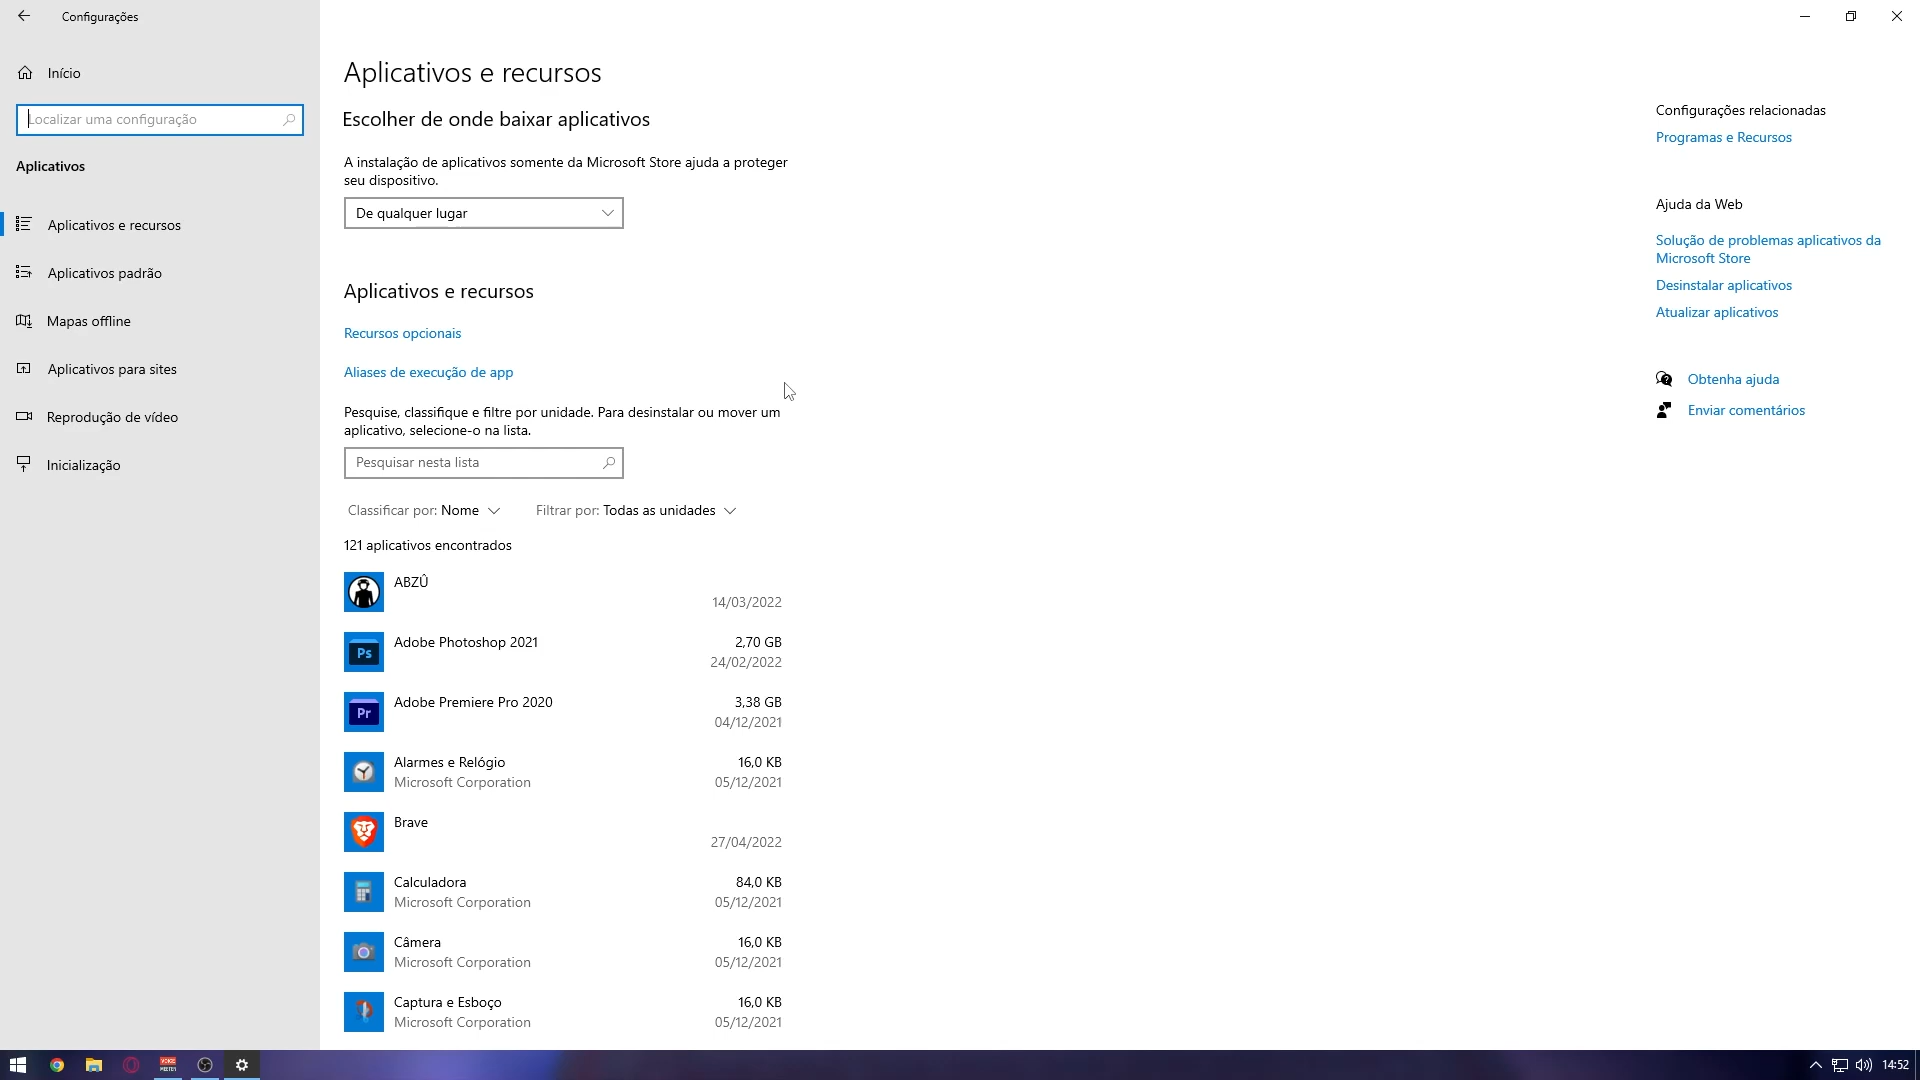 Configurações
Início
Localizar uma configuração
Aplicativos
Aplicativos e recursos
Aplicativos padrão
Mapas offline
Aplicativos para sites
Reprodução de vídeo
Inicialização
Aplicativos e recursos
Escolher de onde baixar aplicativos
A instalação de aplicativos somente da Microsoft Store ajuda a proteger
seu dispositivo.
De qualquer lugar
Aplicativos e recursos
Recursos opcionais
Aliases de execução de app
Pesquise, classifique e filtre por unidade. Para desinstalar ou mover um
aplicativo, selecione-o na lista.
Pesquisar nesta lista
Classificar por: Nome Filtrar por: Todas as unidades
121 aplicativos encontrados
ABZÛ
14/03/2022
Ps
Adobe Photoshop 2021 2,70 GB
24/02/2022
Pr
Adobe Premiere Pro 2020 3,38 GB
04/12/2021
Alarmes e Relógio 16,0 KB
Microsoft Corporation 05/12/2021
Brave
27/04/2022
Calculadora 84,0 KB
Microsoft Corporation 05/12/2021
Câmera 16,0 KB
Microsoft Corporation 05/12/2021
Captura e Esboço 16,0 KB
Microsoft Corporation 05/12/2021
Configurações relacionadas
Programas e Recursos
Ajuda da Web
Solução de problemas aplicativos da
Microsoft Store
Desinstalar aplicativos
Atualizar aplicativos
Obtenha ajuda
Enviar comentários
14:52